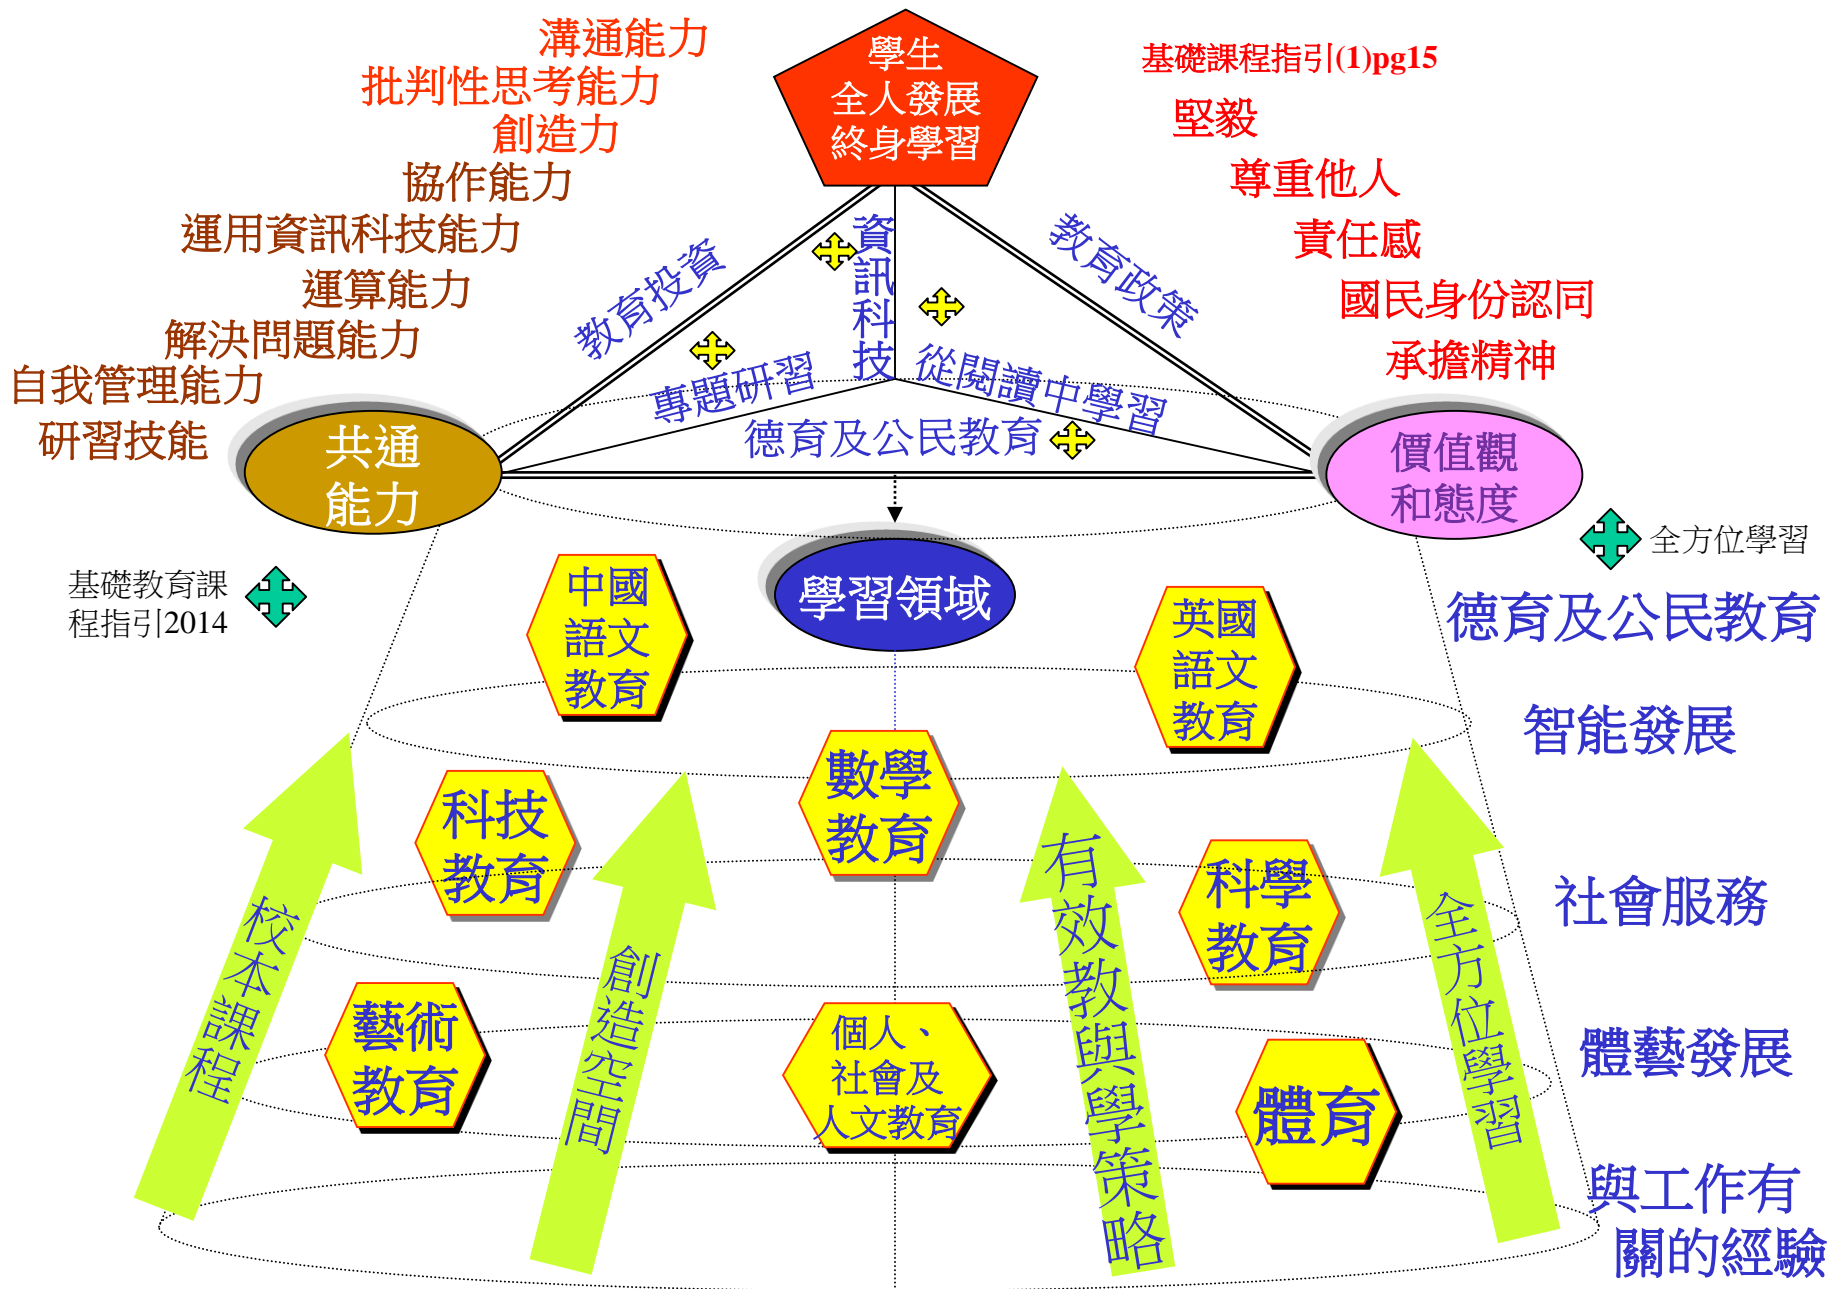 溝通能力
批判性思考能力
創造力
協作能力
運用資訊科技能力
運算能力
解決問題能力
自我管理能力
研習技能
學生
全人發展
終身學習
基礎課程指引(1)pg15
堅毅
尊重他人
責任感
國民身份認同
承擔精神
教育投資
資訊科技
教育政策
專題研習
從閱讀中學習
德育及公民教育
共通
能力
價值觀
和態度
學習領域
基礎教育課
程指引2014
全方位學習
中國
語文
教育
英國
語文
教育
數學
教育
科技
教育
科學
教育
藝術
教育
個人、
社會及
人文教育
體育
校本課程
創造空間
有效教與學策略
全方位學習
德育及公民教育
智能發展
社會服務
體藝發展
與工作有
關的經驗